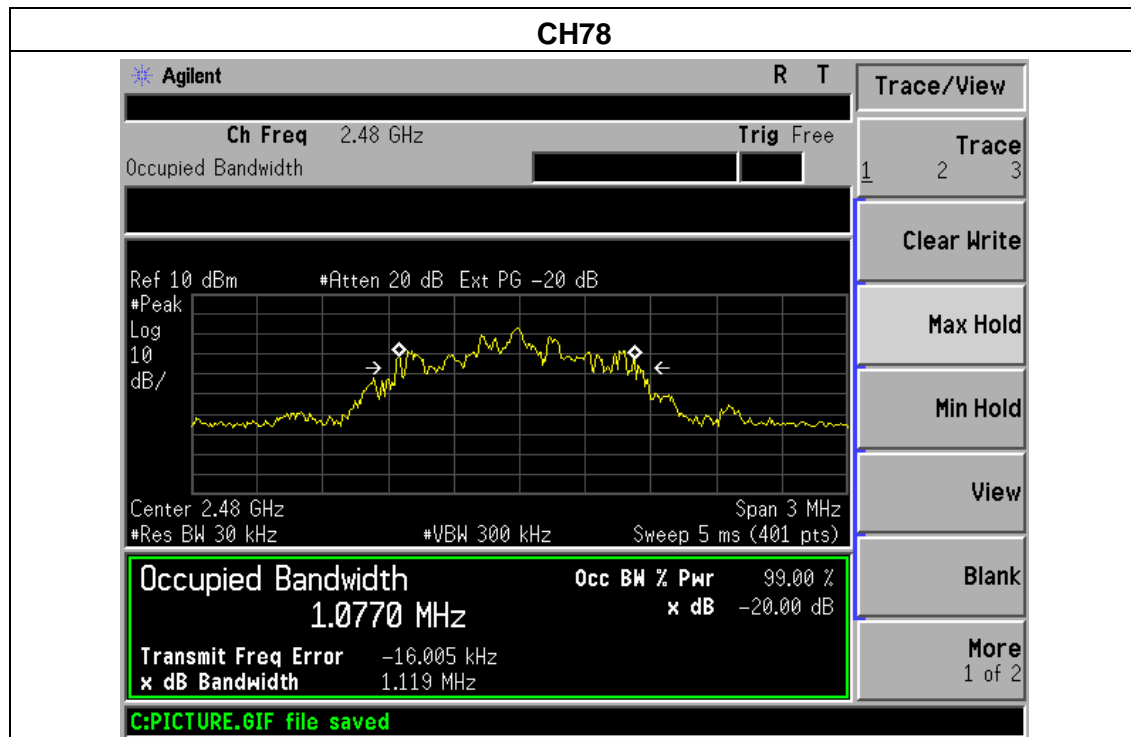 CH78
Agilent R T
Trace/View
Ch Freq 2.48 GHz Trig Free
Occupied Bandwidth
Trace
1 2 3
Clear Write
Ref 10 dBm #Atten 20 dB Ext PG -20 dB
#Peak
Log
10
dB/
Max Hold
Min Hold
View
Center 2.48 GHz Span 3 MHz
#Res BW 30 kHz #VBW 300 kHz Sweep 5 ms (401 pts)
Occupied Bandwidth Occ BW % Pwr 99.00 %
1.0770 MHz x dB -20.00 dB
Blank
Transmit Freq Error -16.005 kHz
x dB Bandwidth 1.119 MHz
More
1 of 2
C:PICTURE.GIF file saved